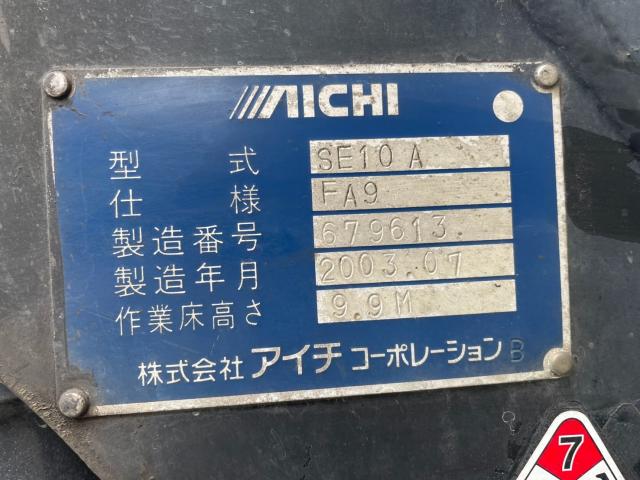 AICHI
型式 SE10A
仕様 FA9
製造番号 679613
製造年月 2003.07
作業床高さ 9.9M
株式会社 アイチ コーポレーション B
7